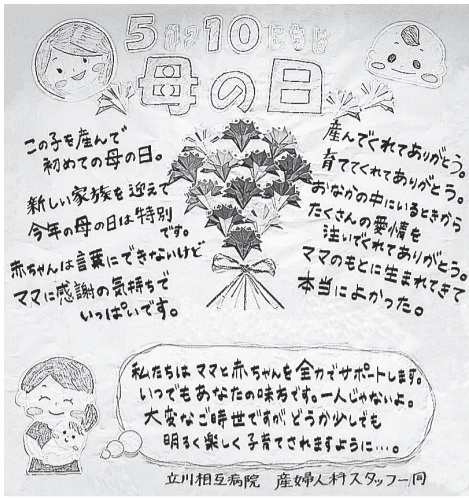 5がつ10にちは
母の日
この子を産んで
初めての母の日。
新しい家族を迎えて
今年の母の日は特別
です。
赤ちゃんは言葉にできないけど
ママに感謝の気持ちで
いっぱいです。
産んでくれてありがとう。
育ててくれてありがとう。
おなかの中にいるときから
たくさんの愛情を
注いでれてありがとう。
ママのもとに生まれてきて
本当によかった。
私たちはママと赤ちゃんを全力でサポートします。
いつでもあなたの味方です。一人じゃないよ。
大変なご時世ですが、どうか少しでも
明るく楽しく子育てされますように…。
立川相互病院 産婦人科スタッフ一同